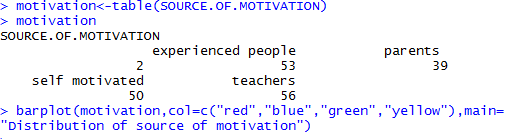 > motivation<-table(SOURCE.OF.MOTIVATION)
> motivation
SOURCE.OF.MOTIVATION
experienced people parents
2 53 39
self motivated teachers
50 56
> barplot(motivation,col=c("red","blue","green","yellow"),main=
"Distribution of source of motivation")